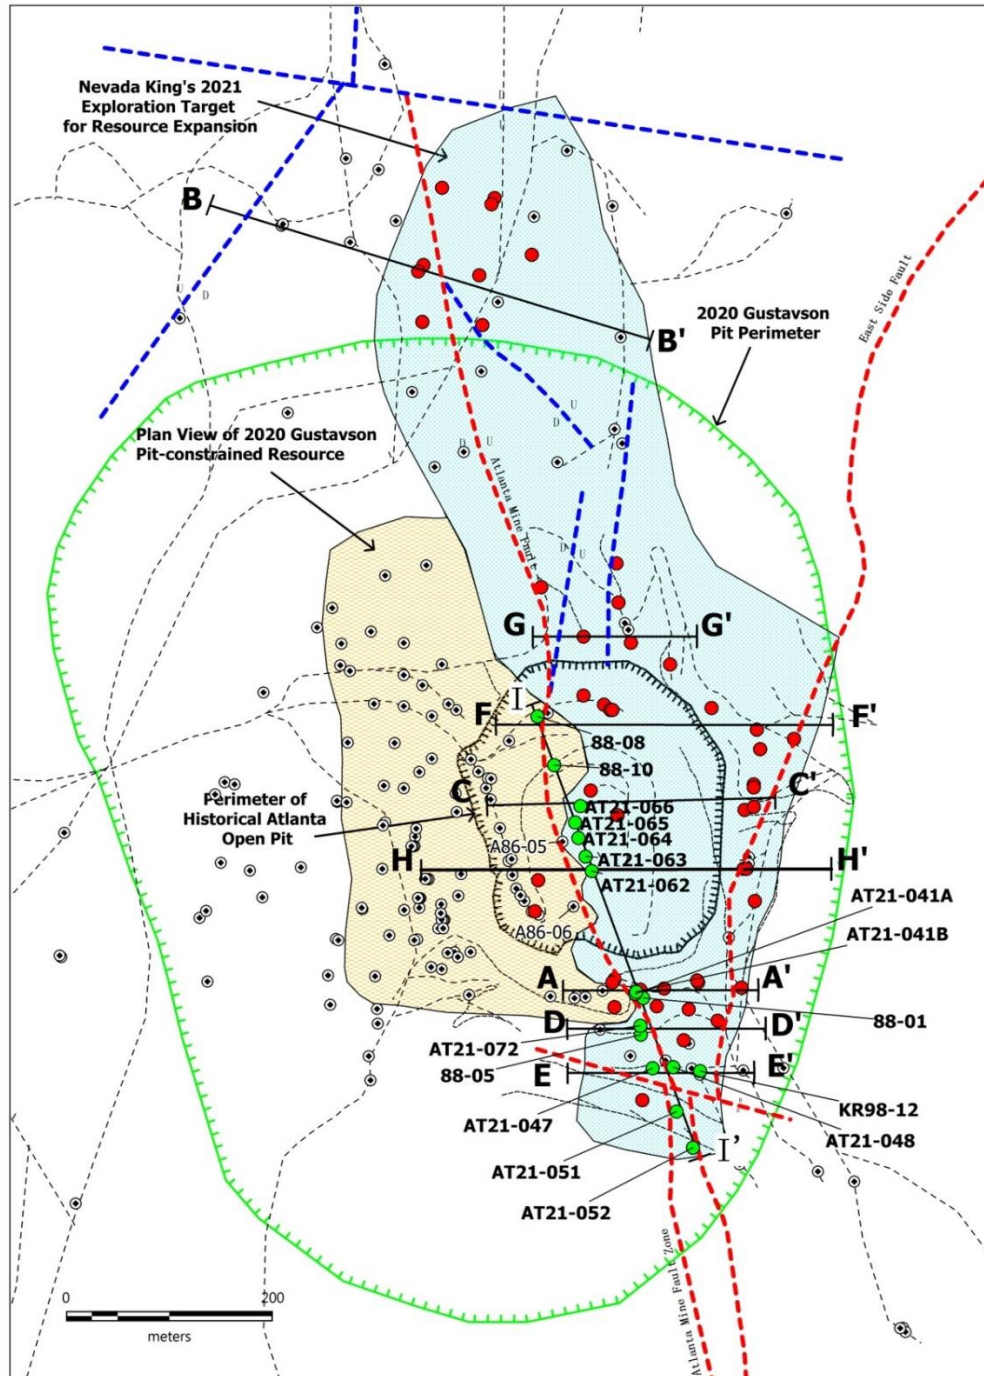 Nevada King's 2021
Exploration Target
for Resource Expansion
B
U
D
B'
2020 Gustavson
Pit Perimeter
East Side Fault
Plan View of 2020 Gustavson
Pit-constrained Resource
U
D
D
U
Atlanta Mine Fault
D
U
G
G'
I
F
F'
88-08
88-10
C
C'
Perimeter of
Historical Atlanta
Open Pit
AT21-066
AT21-065
AT21-064
A86-05
AT21-063
H
H'
AT21-062
AT21-041A
A86-06
AT21-041B
A
A'
88-01
D
D'
AT21-072
88-05
E
E'
KR98-12
AT21-047
AT21-048
I'
AT21-051
AT21-052
Atlanta Mine Fault Zone
0
200
meters